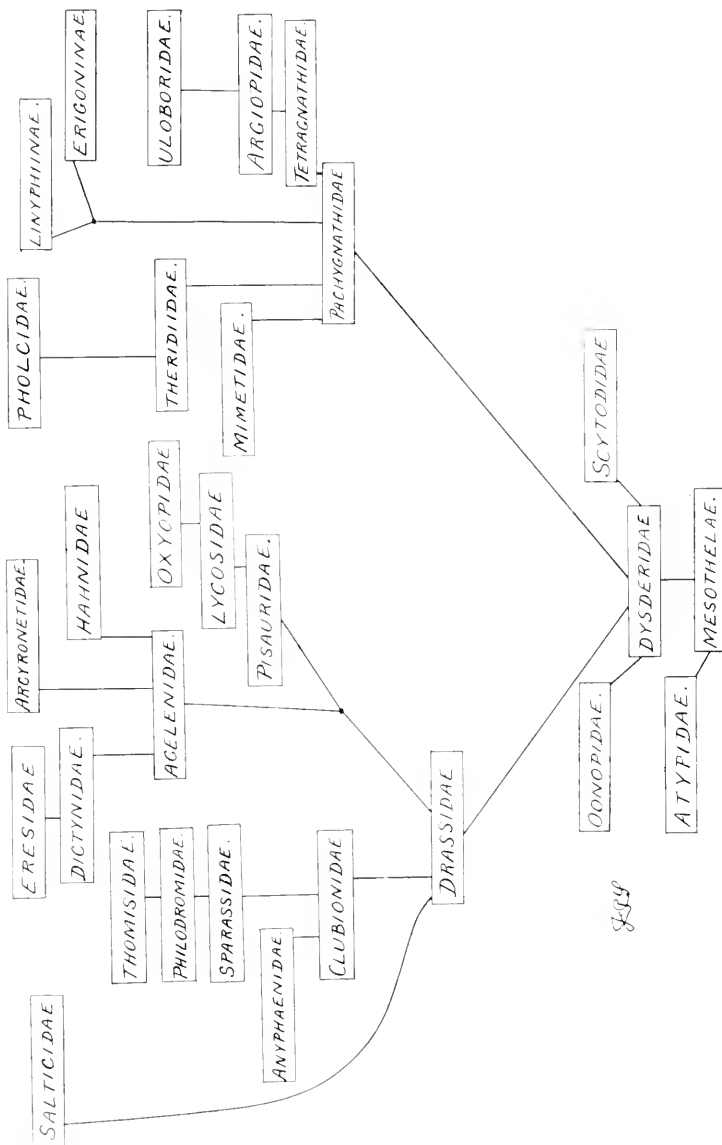 SALTICIDAE
ERESIDAE
ARGYRONETIDAE.
PHOLCIDAE.
LINYPHIINAE.
DICTYNIDAE.
HAHNIDAE
ERIGONINAE.
THOMISIDAE.
PHILODROMIDAE.
AGELENIDAE.
OXYOPIDAE
THERIDIIDAE.
ULOBORIDAE.
SPARASSIDAE.
LYCOSIDAE
MIMETIDAE.
ARGIOPIDAE.
ANYPHAENIDAE.
PISAURIDAE.
TETRAGNATHIDAE.
CLUBIONIDAE
PACHYGNATHIDAE
DRASSIDAE
OONOPIDAE.
DYSDERIDAE
SCYTODIDAE
ATYPIDAE.
MESOTHELAE.